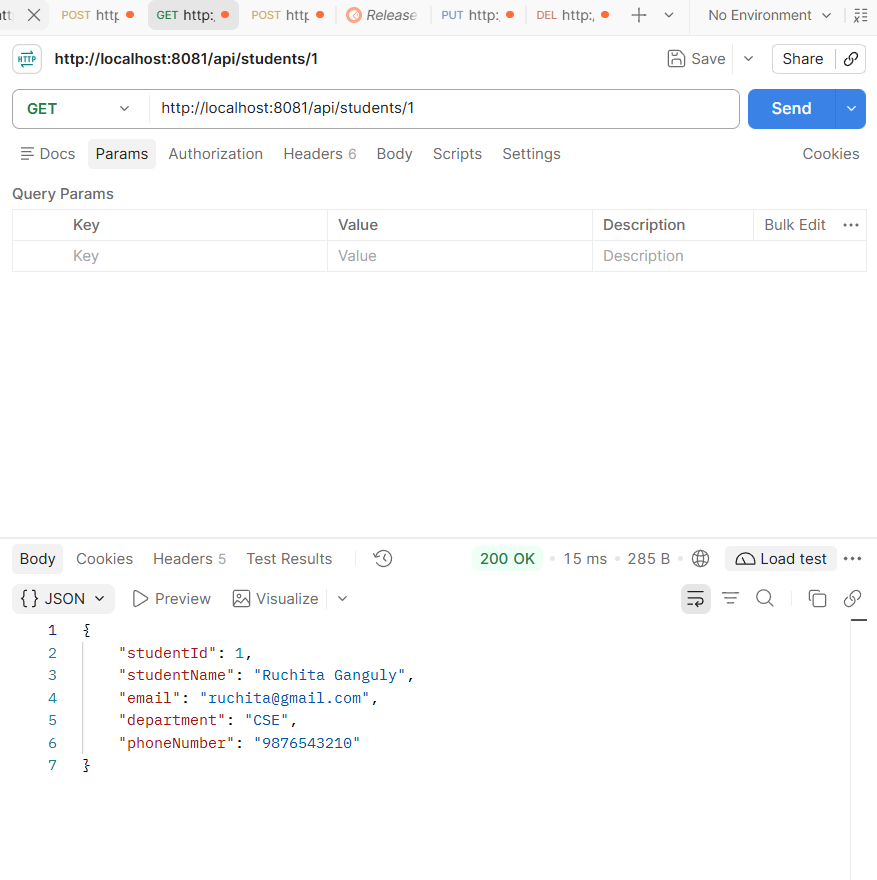 POST http GET http: POST http Release PUT http: DEL http: No Environment
HTTP http://localhost:8081/api/students/1 Save Share
GET http://localhost:8081/api/students/1 Send
Docs Params Authorization Headers 6 Body Scripts Settings Cookies
Query Params
Key Value Description Bulk Edit
Key Value Description
Body Cookies Headers 5 Test Results 200 OK 15 ms 285 B Load test
{} JSON Preview Visualize
1 {
2 "studentId": 1,
3 "studentName": "Ruchita Ganguly",
4 "email": "ruchita@gmail.com",
5 "department": "CSE",
6 "phoneNumber": "9876543210"
7 }